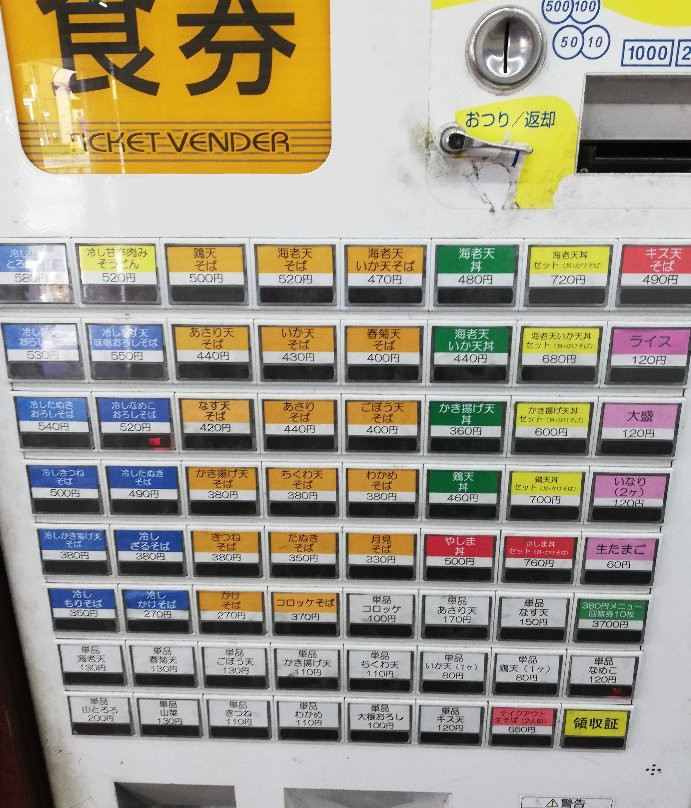 食券
TICKET VENDER
500 100
50 10
1000
おつり/返却
580円
冷し甘辛肉み
520円
鶏天
そば
500円
海老天
そば
520円
海老天
いか天そば
470円
海老天
丼
480円
海老天丼
セット
720円
キス天
そば
490円
おろしそば
530円
冷しなす天
味噌おろしそば
550円
あさり天
そば
440円
いか天
そば
430円
春菊天
そば
400円
海老天
いか天丼
440円
海老天いか天丼
セット
680円
ライス
120円
冷したぬき
おろしそば
540円
冷しなめこ
おろしそば
520円
なす天
そば
420円
あさり
そば
440円
ごぼう天
そば
400円
かき揚げ天
丼
360円
かき揚げ天丼
セット
600円
大盛
120円
冷しきつね
そば
500円
冷したぬき
そば
490円
かき揚げ天
そば
380円
ちくわ天
そば
380円
わかめ
そば
380円
鶏天
丼
460円
鶏天丼
セット
700円
いなり
(2ヶ)
120円
冷しかき揚げ天
そば
380円
冷し
ざるそば
380円
きつね
そば
380円
たぬき
そば
350円
月見
そば
330円
やしま
丼
500円
やしま丼
セット
760円
生たまご
60円
冷し
もりそば
350円
冷し
かけそば
270円
かけ
そば
270円
コロッケそば
370円
単品
コロッケ
100円
単品
あさり天
170円
単品
なす天
150円
380円メニュー
回数券10枚
3700円
単品
海老天
130円
単品
春菊天
130円
単品
ごぼう天
130円
単品
かき揚げ天
110円
単品
ちくわ天
110円
単品
いか天(1ヶ)
80円
単品
鶏天(1ヶ)
80円
単品
なめこ
120円
単品
山とろろ
200円
単品
山菜
130円
単品
きつね
110円
単品
わかめ
110円
単品
大根おろし
100円
単品
キス天
120円
テイクアウト
生そば(2人前)
560円
領収証
⚠警告